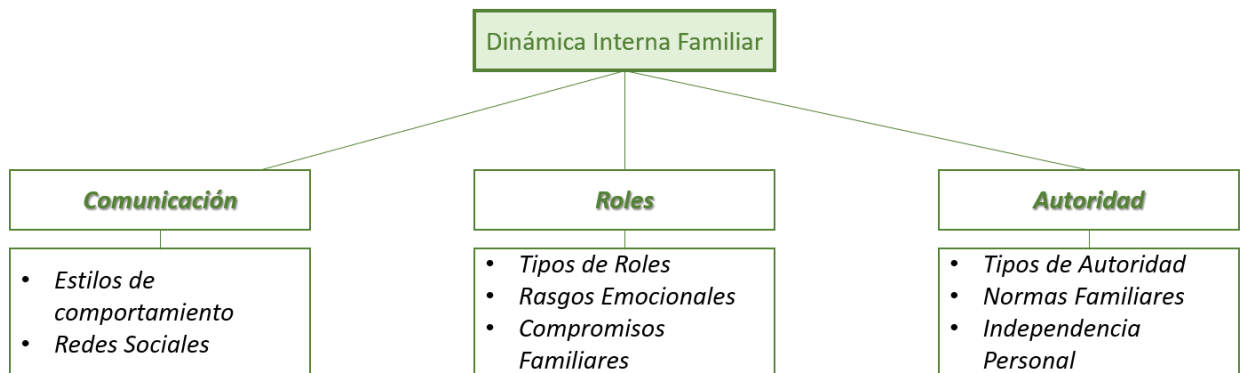 Dinámica Interna Familiar
Comunicación
• Estilos de
comportamiento
• Redes Sociales
Roles
• Tipos de Roles
• Rasgos Emocionales
• Compromisos
Familiares
Autoridad
• Tipos de Autoridad
• Normas Familiares
• Independencia
Personal